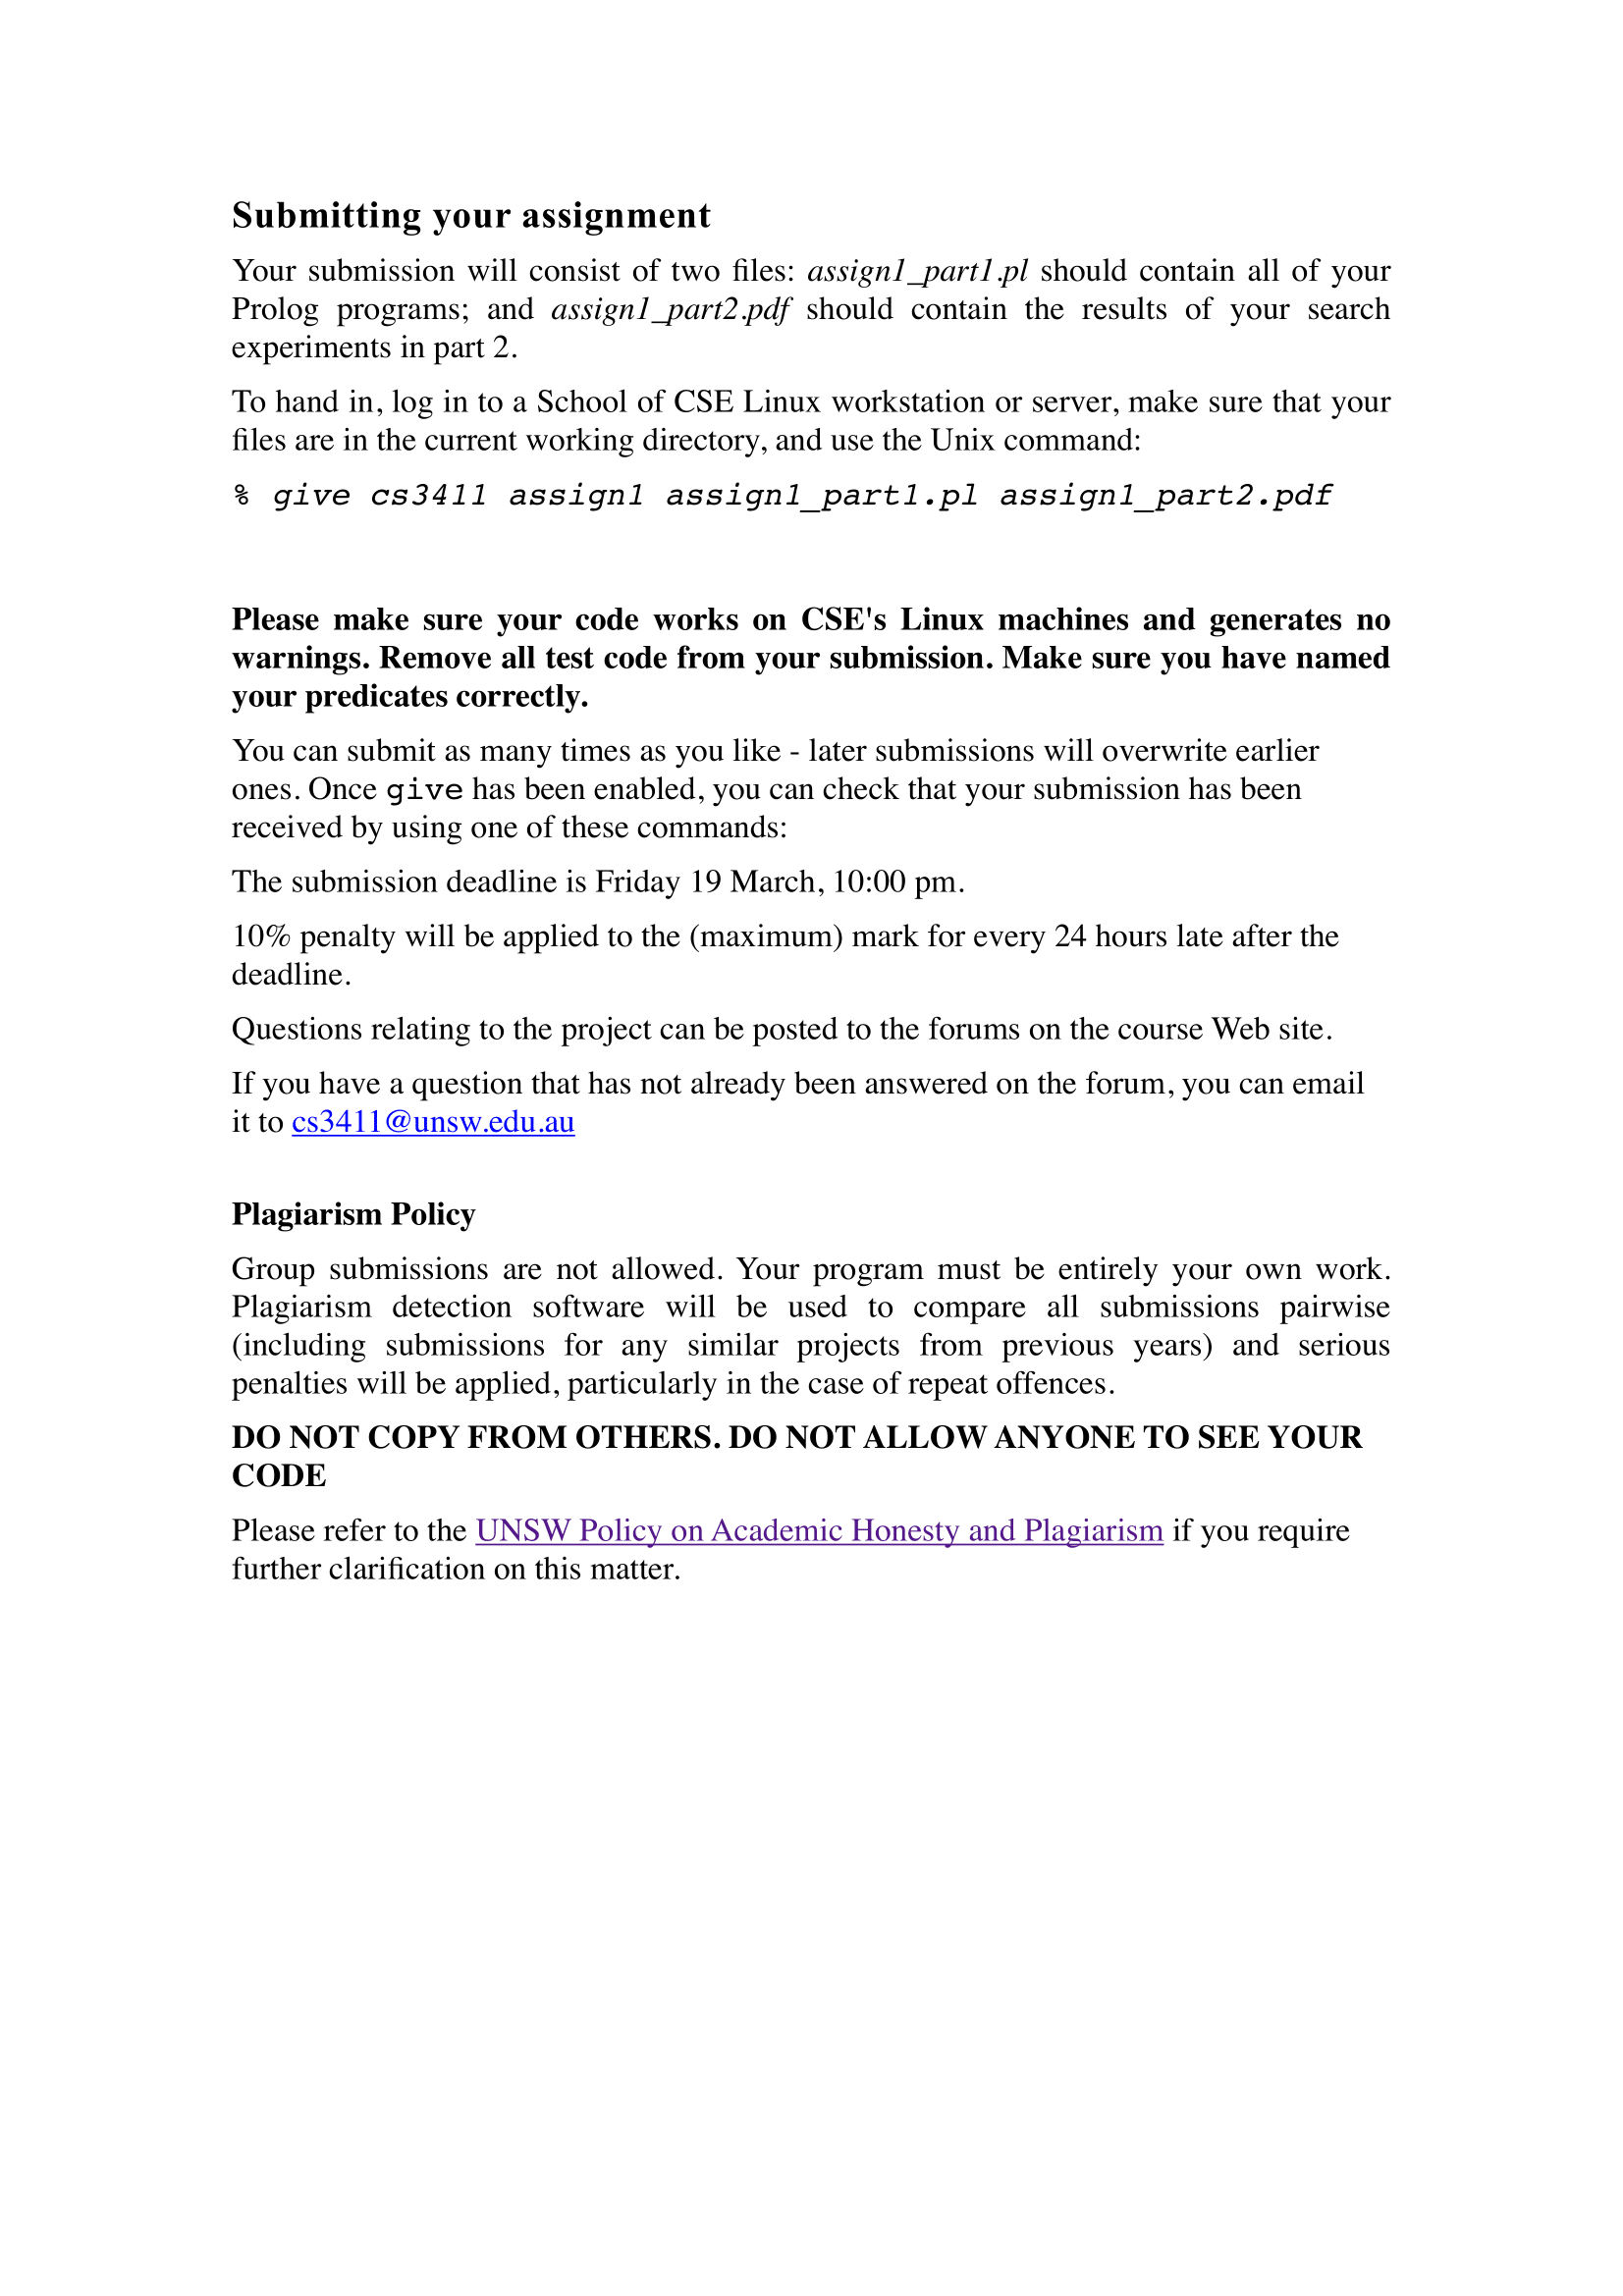 Submitting your assignment
Your submission will consist of two files: assign1_part1.pl should contain all of your
Prolog programs; and assign1_part2.pdf should contain the results of your search
experiments in part 2.
To hand in, log in to a School of CSE Linux workstation or server, make sure that your
files are in the current working directory, and use the Unix command:
% give cs3411 assign1 assign1_part1.pl assign1_part2.pdf
Please make sure your code works on CSE's Linux machines and generates no
warnings. Remove all test code from your submission. Make sure you have named
your predicates correctly.
You can submit as many times as you like - later submissions will overwrite earlier
ones. Once give has been enabled, you can check that your submission has been
received by using one of these commands:
The submission deadline is Friday 19 March, 10:00 pm.
10% penalty will be applied to the (maximum) mark for every 24 hours late after the
deadline.
Questions relating to the project can be posted to the forums on the course Web site.
If you have a question that has not already been answered on the forum, you can email
it to cs3411@unsw.edu.au
Plagiarism Policy
Group submissions are not allowed. Your program must be entirely your own work.
Plagiarism detection software will be used to compare all submissions pairwise
(including submissions for any similar projects from previous years) and serious
penalties will be applied, particularly in the case of repeat offences.
DO NOT COPY FROM OTHERS. DO NOT ALLOW ANYONE TO SEE YOUR
CODE
Please refer to the UNSW Policy on Academic Honesty and Plagiarism if you require
further clarification on this matter.